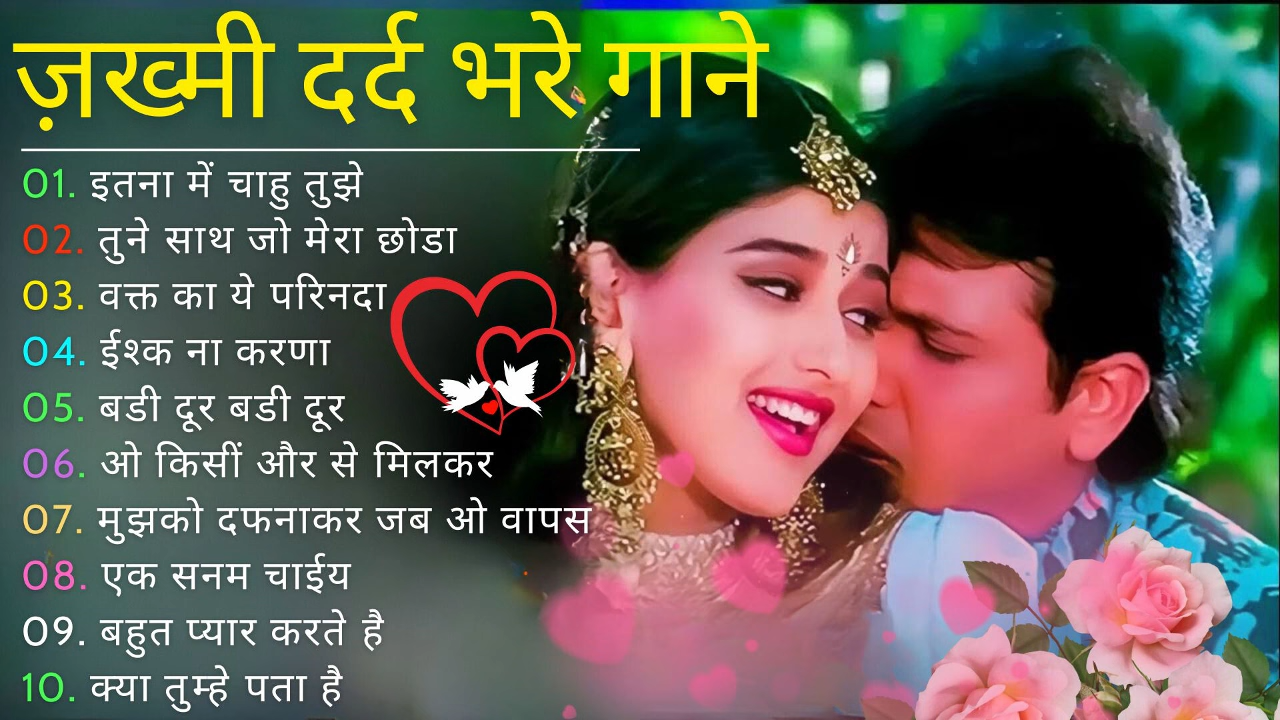 ज़ख्मी दर्द भरे गाने
01. इतना में चाहु तुझे
02. तुने साथ जो मेरा छोडा
03. वक्त का ये परिनदा
04. ईश्क ना करणा
05. बडी दूर बडी दूर
06. ओ किसीं और से मिलकर
07. मुझको दफनाकर जब ओ वापस
08. एक सनम चाईय
09. बहुत प्यार करते है
10. क्या तुम्हे पता है